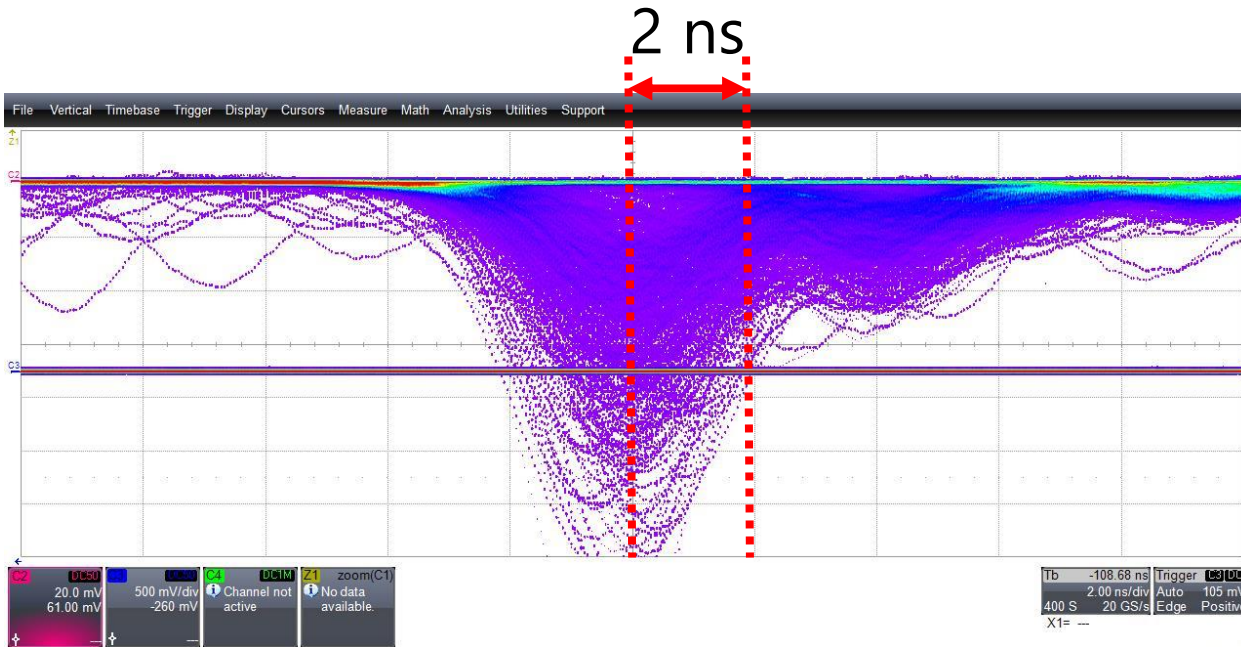 2 ns
File Vertical Timebase Trigger Display Cursors Measure Math Analysis Utilities Support
Z1
C2
C3
C2 DC50
20.0 mV
61.00 mV
---
500 mV/div
-260 mV
---
C4 DC1M
Channel not
active
Z1 zoom(C1)
No data
available.
Tb -108.68 ns
2.00 ns/div
400 S 20 GS/s
X1= ---
Trigger C3 DC
Auto 105 mV
Edge Positive